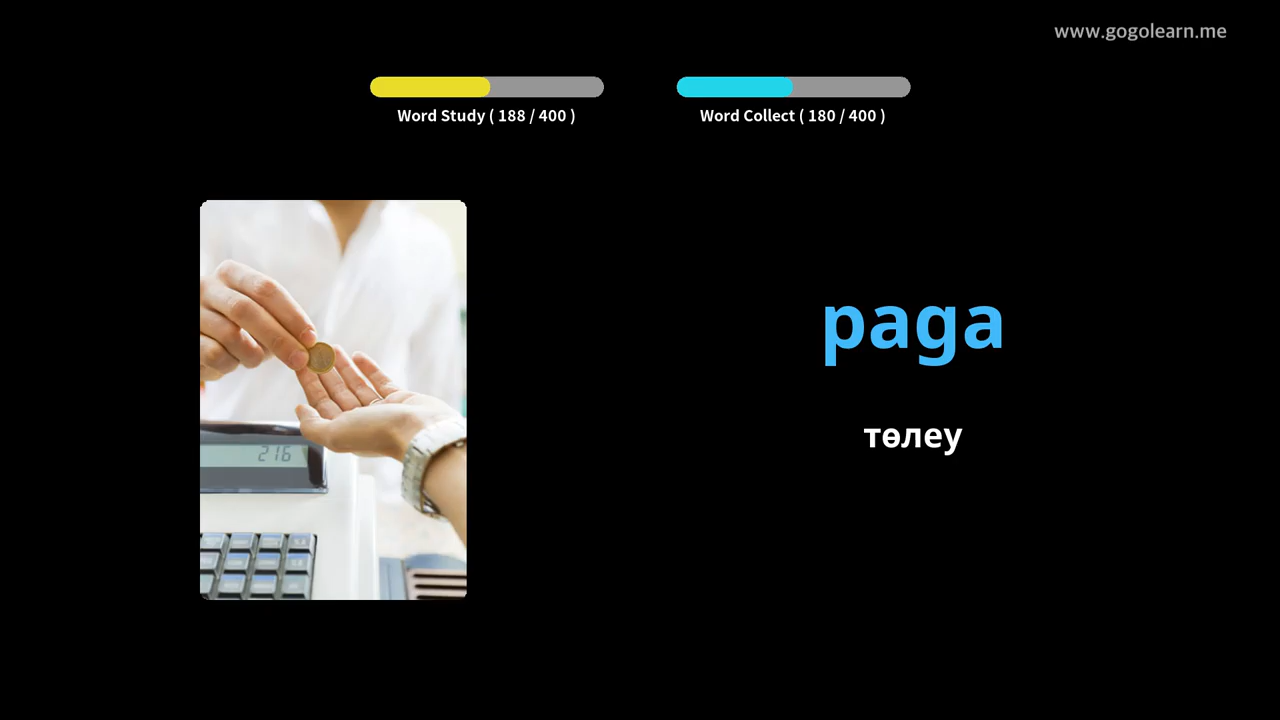 www.gogolearn.me
Word Study ( 188 / 400 )
Word Collect ( 180 / 400 )
paga
төлеу
216